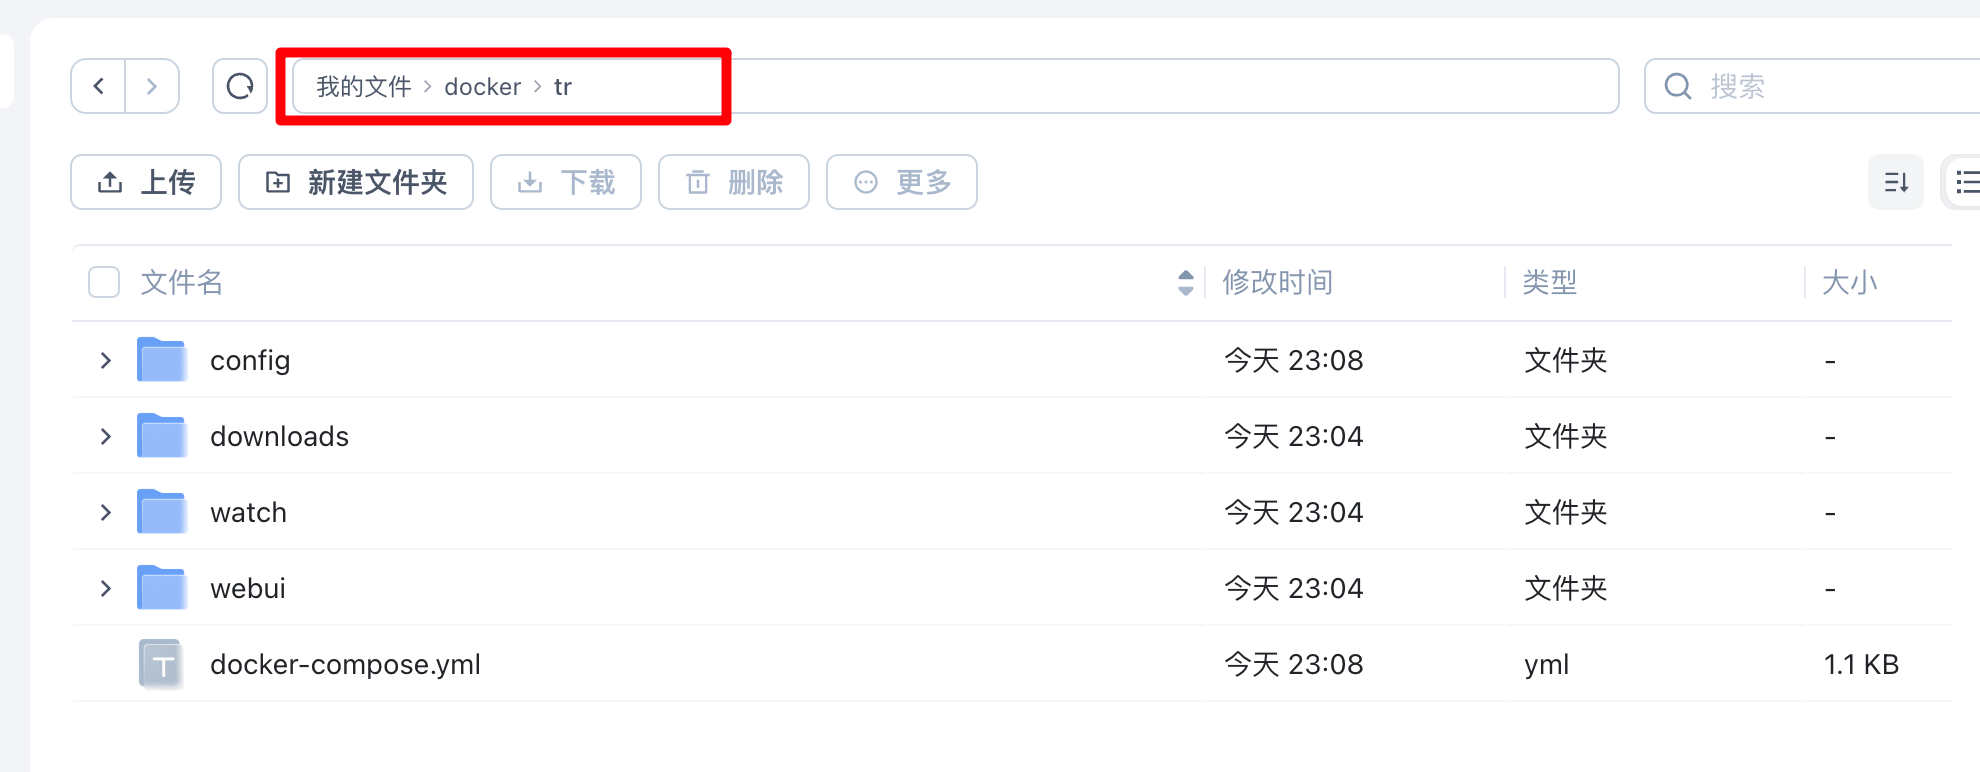 我的文件 > docker > tr
搜索
上传 新建文件夹 下载 删除 更多
文件名 修改时间 类型 大小
config 今天 23:08 文件夹 -
downloads 今天 23:04 文件夹 -
watch 今天 23:04 文件夹 -
webui 今天 23:04 文件夹 -
docker-compose.yml 今天 23:08 yml 1.1 KB